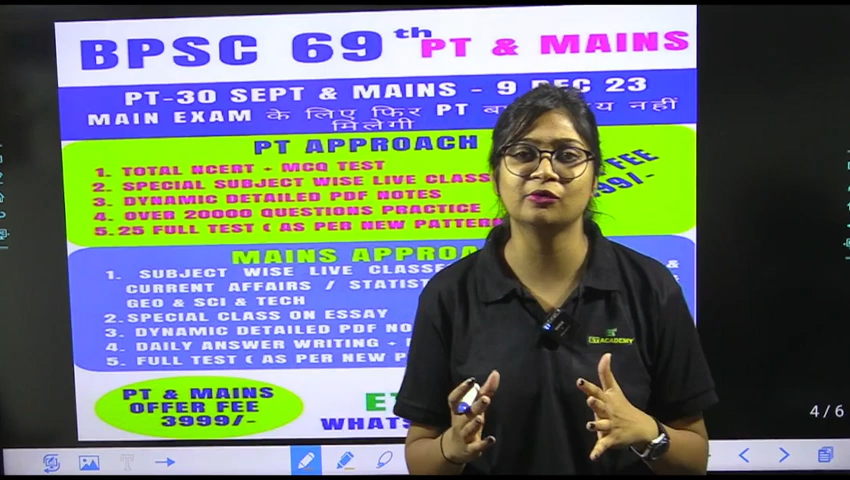 BPSC 69th PT & MAINS
PT-30 SEPT & MAINS - 9 DEC 23
MAIN EXAM के लिए फिर PT नहीं
मिलेगी
PT APPROACH
FEE
99/-
1. TOTAL NCERT + MCQ TEST
2. SPECIAL SUBJECT WISE LIVE CLASS
3. DYNAMIC DETAILED PDF NOTES
4. OVER 20000 QUESTIONS PRACTICE
5. 25 FULL TEST ( AS PER NEW PATTERN
MAINS APPROA
1. SUBJECT WISE LIVE CLASSE &
CURRENT AFFAIRS / STATIST &
GEO & SCI & TECH
2. SPECIAL CLASS ON ESSAY
3. DYNAMIC DETAILED PDF NO
4. DAILY ANSWER WRITING +
5. FULL TEST ( AS PER NEW P
PT & MAINS
OFFER FEE
3999/-
ET
WHATS
ACADEMY
4/6